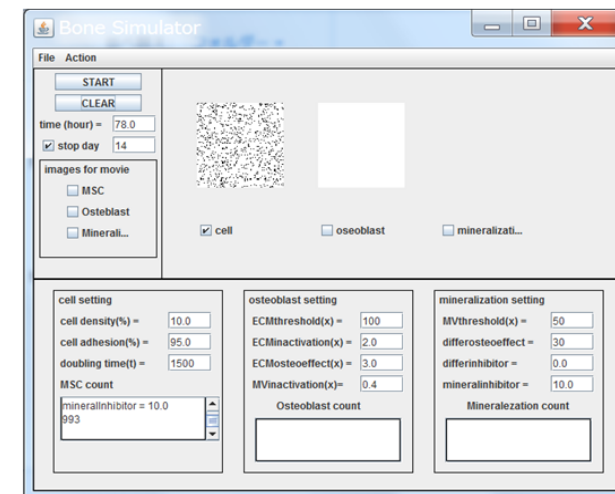 Bone Simulator
File Action
START
CLEAR
time (hour) = 78.0
stop day 14
images for movie
MSC
Osteblast
Minerali...
cell
oseoblast
mineralizati...
cell setting
cell density(%) = 10.0
cell adhesion(%) = 95.0
doubling time(t) = 1500
MSC count
mineralInhibitor = 10.0
993
osteoblast setting
ECMthreshold(x) = 100
ECMinactivation(x) = 2.0
ECMosteoeffect(x) = 3.0
MVinactivation(x)= 0.4
Osteoblast count
mineralization setting
MVthreshold(x) = 50
differosteoeffect = 30
differinhibitor = 0.0
mineralinhibitor = 10.0
Mineralezation count